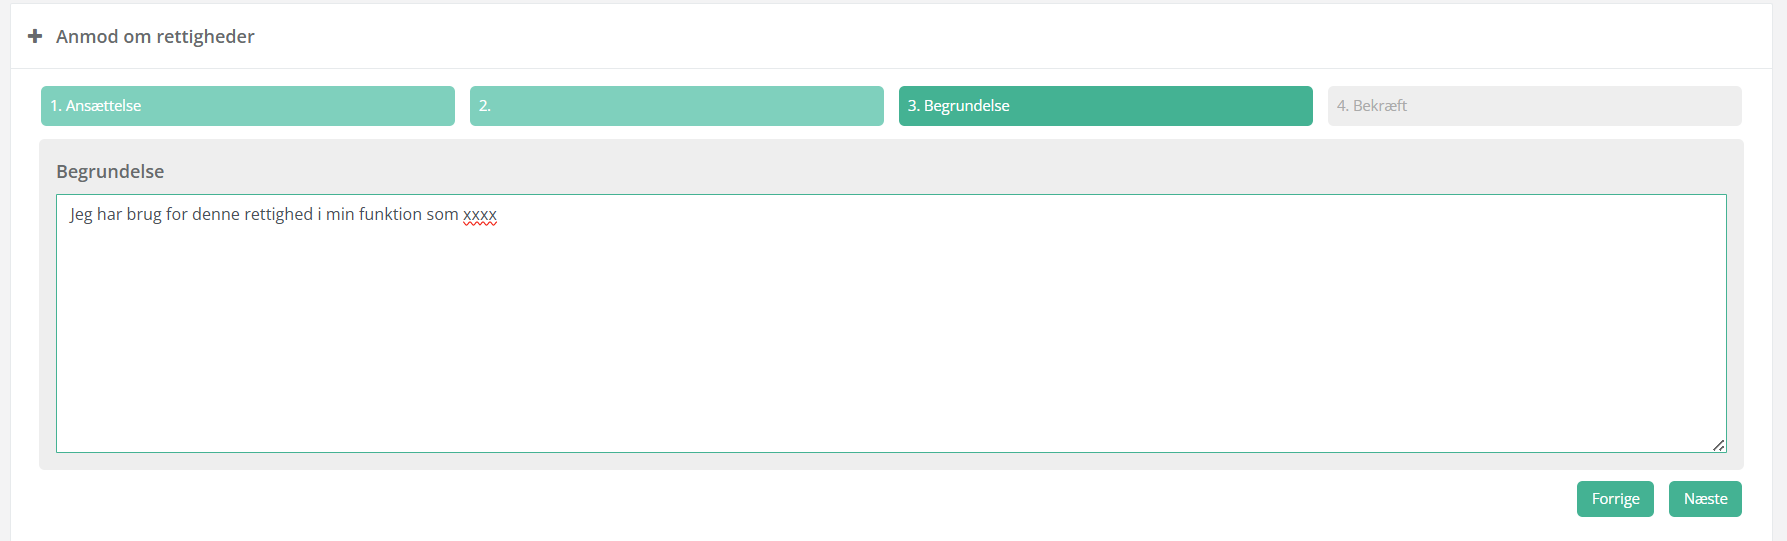 Anmod om rettigheder
1. Ansættelse
2.
3. Begrundelse
4. Bekræft
Begrundelse
Jeg har brug for denne rettighed i min funktion som xxxx
Forrige
Næste